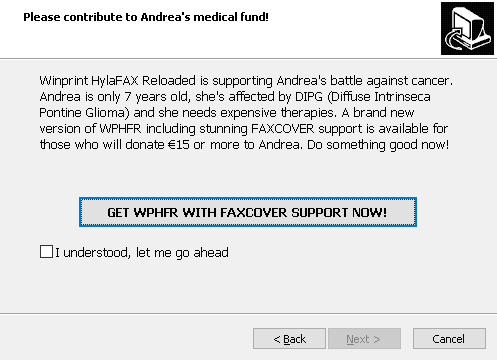 Please contribute to Andrea's medical fund!
Winprint HylaFAX Reloaded is supporting Andrea's battle against cancer.
Andrea is only 7 years old, she's affected by DIPG (Diffuse Intrinseca
Pontine Glioma) and she needs expensive therapies. A brand new
version of WPHFR including stunning FAXCOVER support is available for
those who will donate €15 or more to Andrea. Do something good now!
GET WPHFR WITH FAXCOVER SUPPORT NOW!
I understood, let me go ahead
< Back
Next >
Cancel